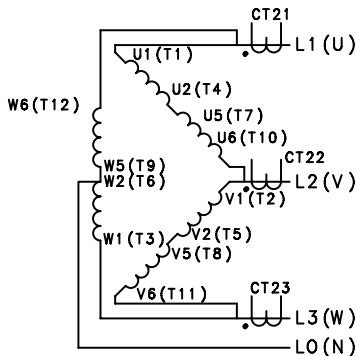 CT21
L1(U)
U1(T1)
U2(T4)
W6(T12)
U5(T7)
U6(T10)
CT22
W5(T9)
W2(T6)
L2(V)
V1(T2)
W1(T3)
V2(T5)
V5(T8)
CT23
V6(T11)
L3(W)
L0(N)